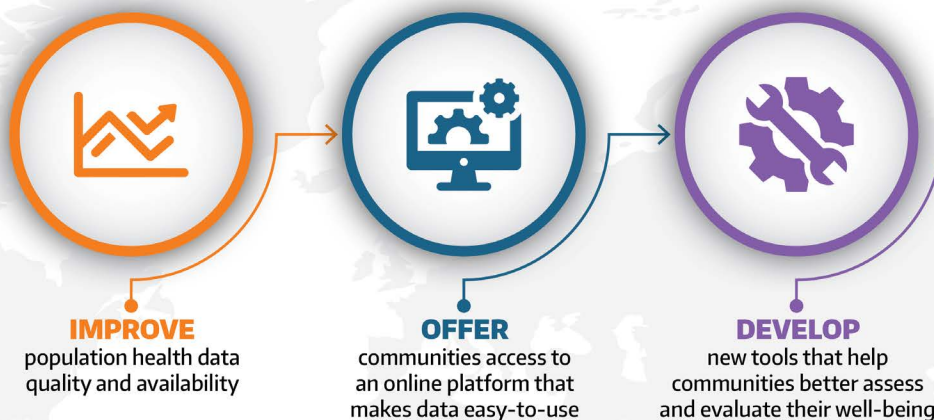 IMPROVE
population health data
quality and availability
OFFER
communities access to
an online platform that
makes data easy-to-use
DEVELOP
new tools that help
communities better assess
and evaluate their well-being